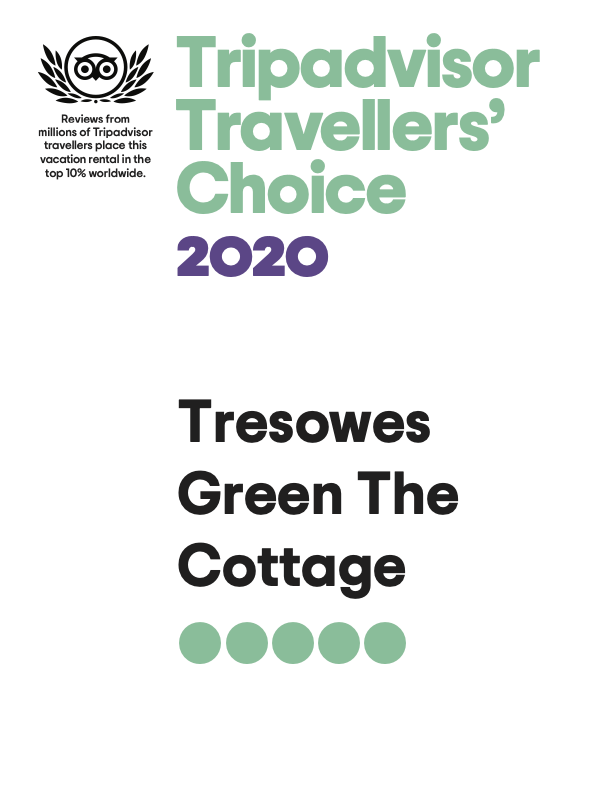 Tripadvisor
Travellers’
Choice
2020
Reviews from
millions of Tripadvisor
travellers place this
vacation rental in the
top 10% worldwide.
Tresowes
Green The
Cottage